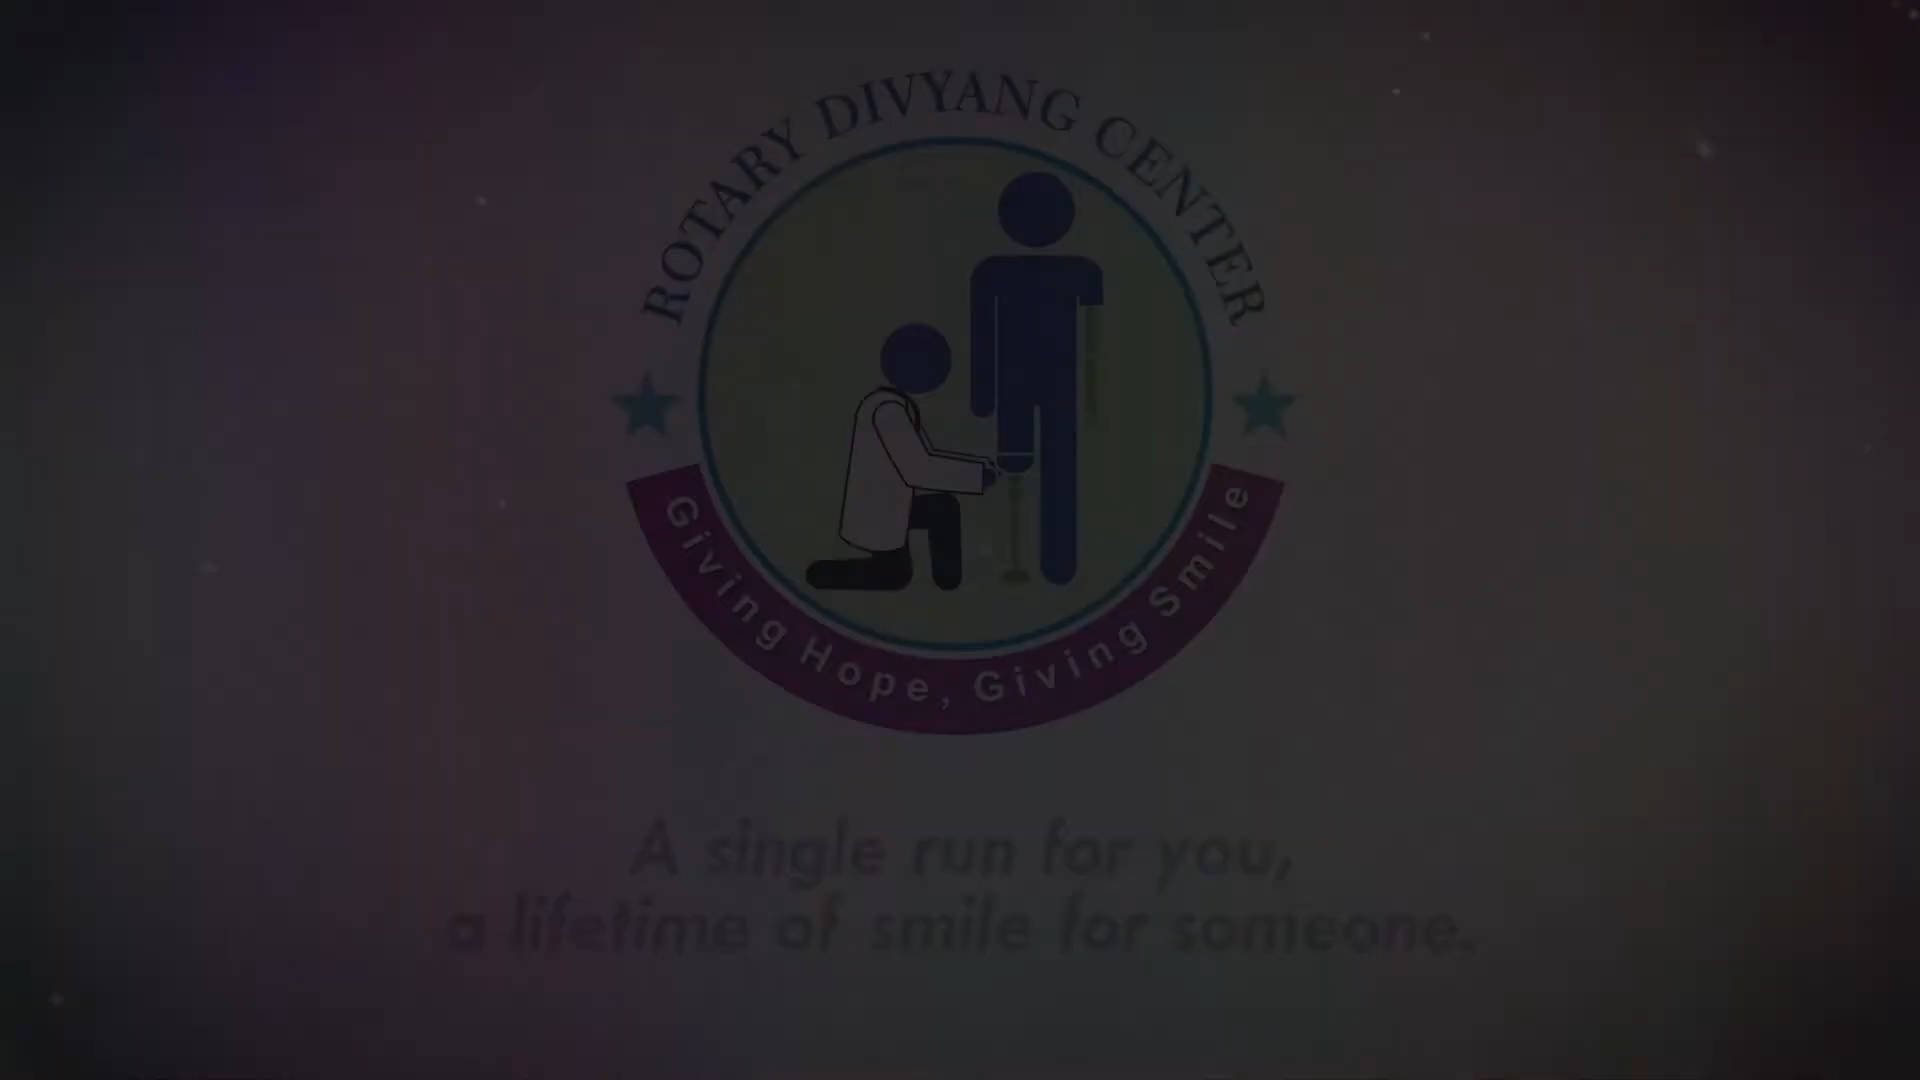 ROTARY DIVYANG CENTER
Giving Hope, Giving Smile
A single run for you,
a lifetime of smile for someone.